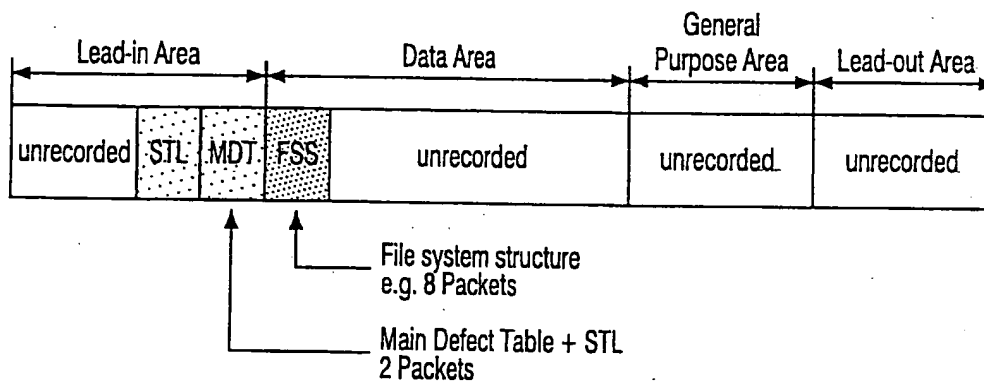 General
Lead-in Area Data Area Purpose Area Lead-out Area
unrecorded STL MDT FSS unrecorded unrecorded unrecorded
File system structure
e.g. 8 Packets
Main Defect Table + STL
2 Packets